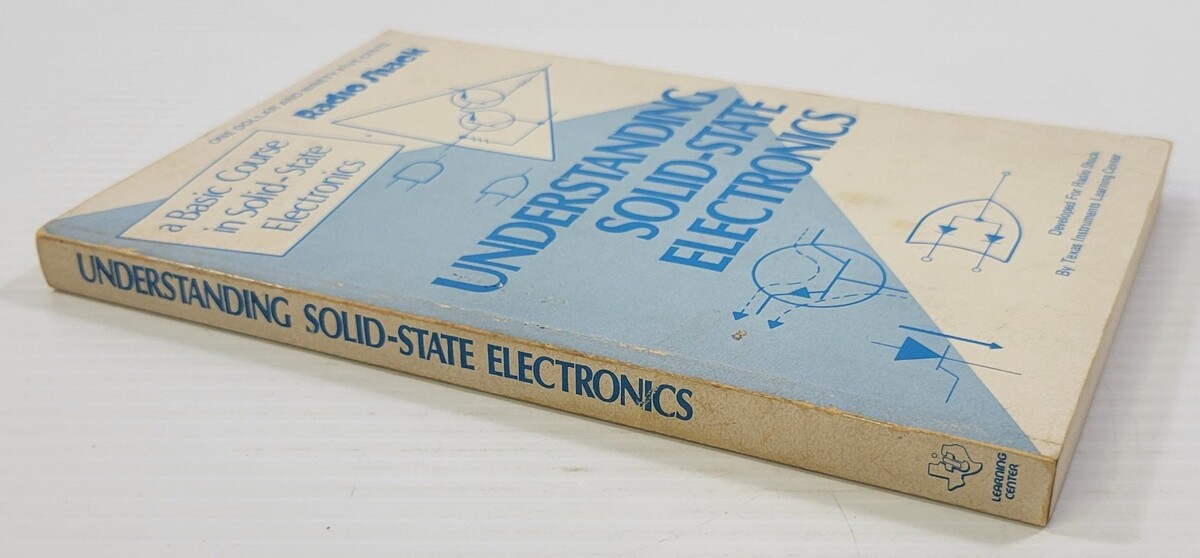 ONE DOLLAR AND NINETY-FIVE CENTS
Radio Shack
a Basic Course
in Solid-State
Electronics
UNDERSTANDING
SOLID-STATE
ELECTRONICS
Developed For Radio Shack
By Texas Instruments Learning Center
UNDERSTANDING SOLID-STATE ELECTRONICS
LEARNING
CENTER